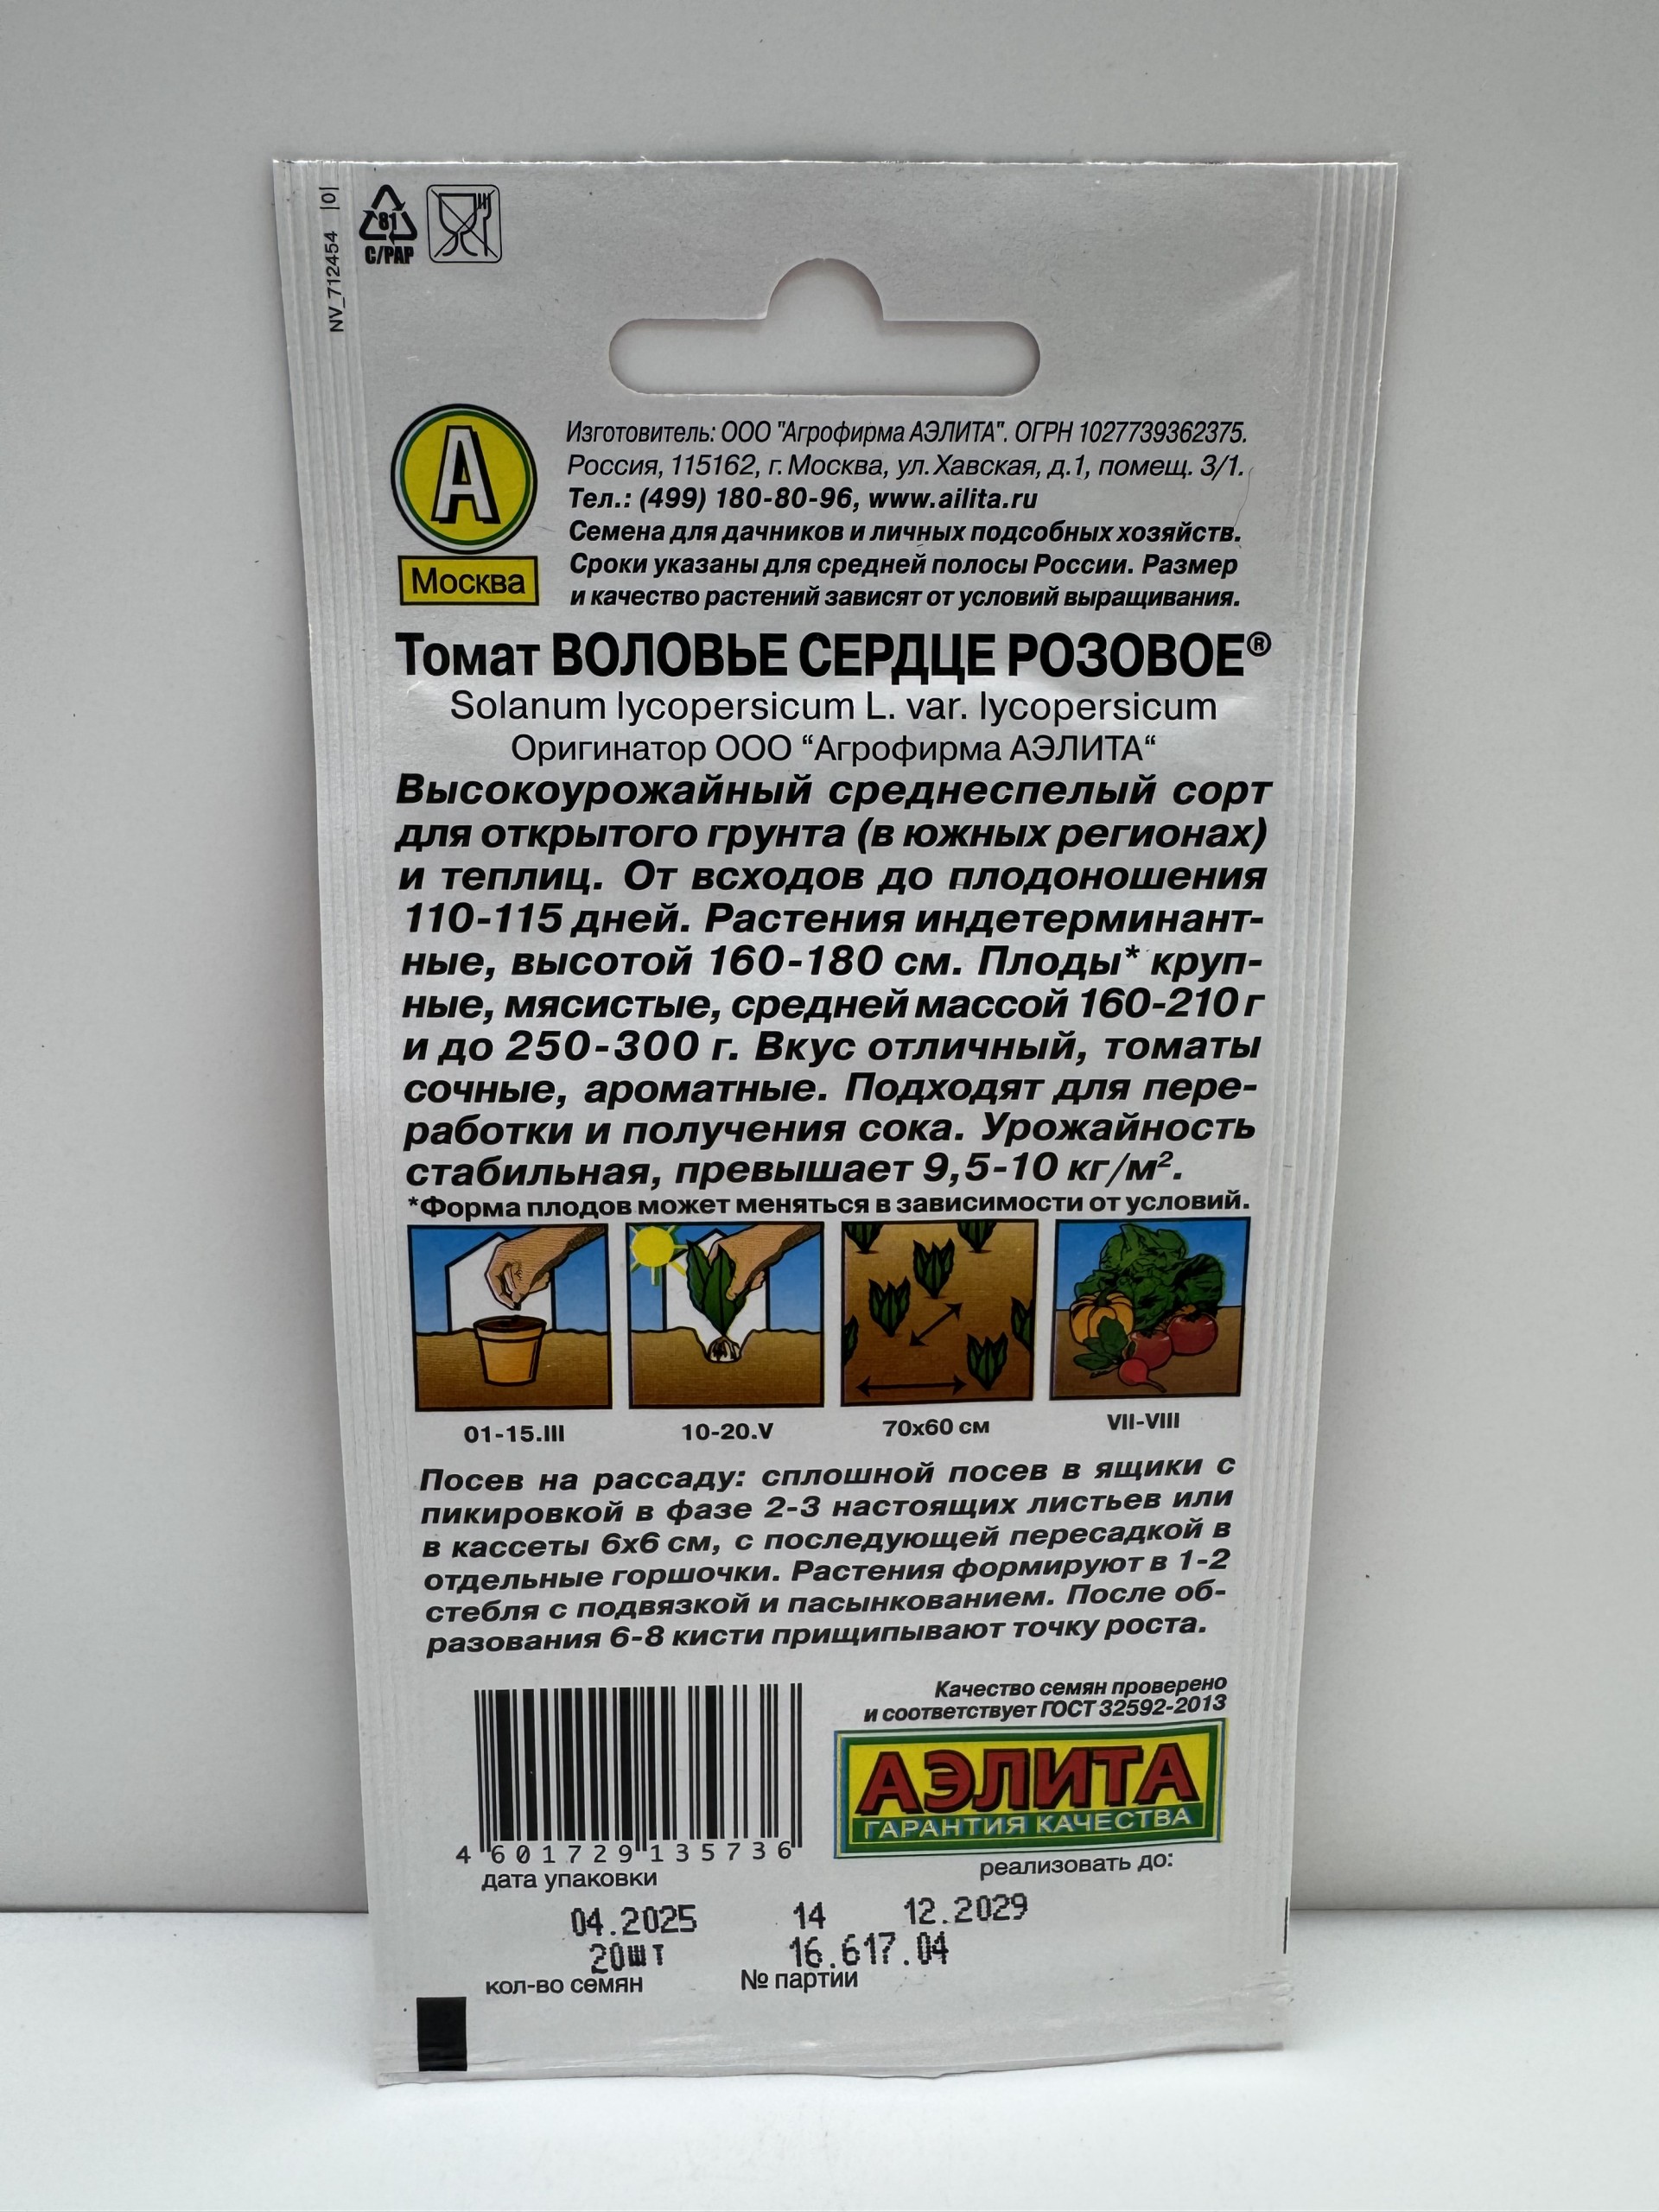 NV_712454 |0|
81
C/PAP
А
Москва
Изготовитель: ООО "Агрофирма АЭЛИТА". ОГРН 1027739362375.
Россия, 115162, г. Москва, ул. Хавская, д.1, помещ. 3/1.
Тел.: (499) 180-80-96, www.ailita.ru
Семена для дачников и личных подсобных хозяйств.
Сроки указаны для средней полосы России. Размер
и качество растений зависят от условий выращивания.
Томат ВОЛОВЬЕ СЕРДЦЕ РОЗОВОЕ®
Solanum lycopersicum L. var. lycopersicum
Оригинатор ООО “Агрофирма АЭЛИТА“
Высокоурожайный среднеспелый сорт
для открытого грунта (в южных регионах)
и теплиц. От всходов до плодоношения
110-115 дней. Растения индетерминант-
ные, высотой 160-180 см. Плоды* круп-
ные, мясистые, средней массой 160-210 г
и до 250-300 г. Вкус отличный, томаты
сочные, ароматные. Подходят для пере-
работки и получения сока. Урожайность
стабильная, превышает 9,5-10 кг/м².
*Форма плодов может меняться в зависимости от условий.
01-15.III 10-20.V 70x60 см VII-VIII
Посев на рассаду: сплошной посев в ящики с
пикировкой в фазе 2-3 настоящих листьев или
в кассеты 6х6 см, с последующей пересадкой в
отдельные горшочки. Растения формируют в 1-2
стебля с подвязкой и пасынкованием. После об-
разования 6-8 кисти прищипывают точку роста.
Качество семян проверено
и соответствует ГОСТ 32592-2013
АЭЛИТА
ГАРАНТИЯ КАЧЕСТВА
4 601729 135736
дата упаковки реализовать до:
04.2025 14 12.2029
20шт 16.617.04
кол-во семян № партии